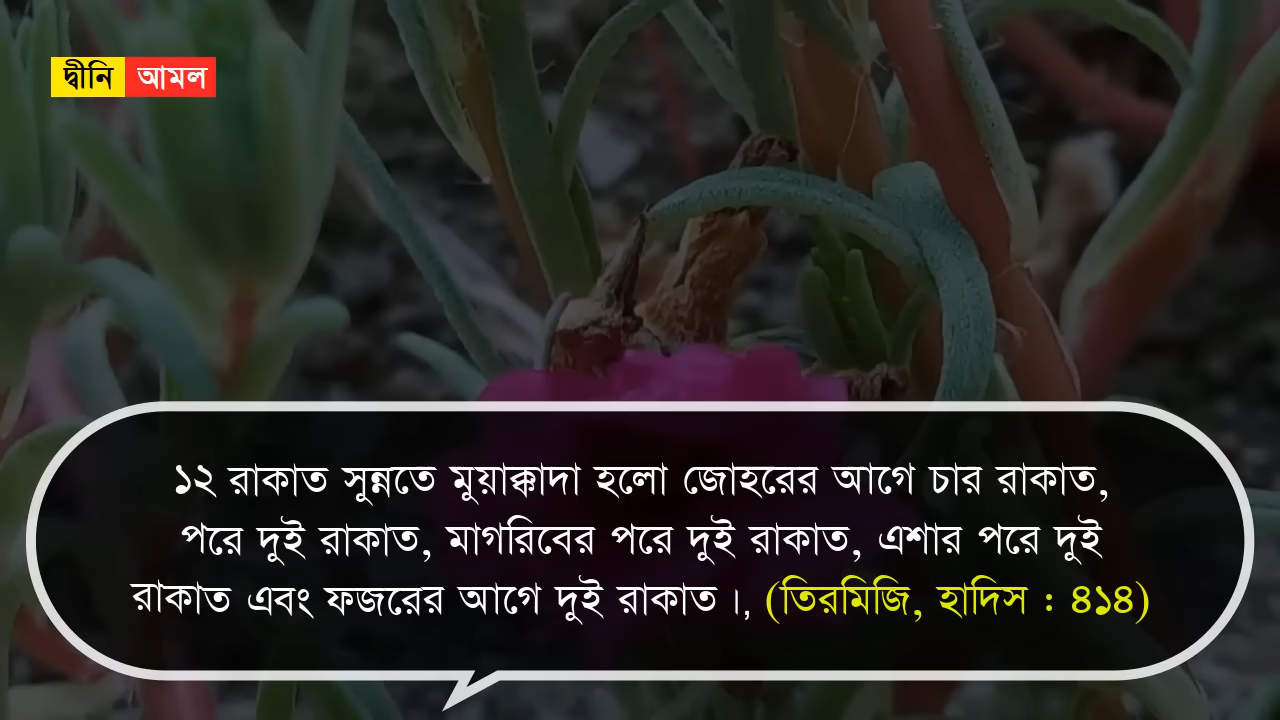 দ্বীনি আমল
১২ রাকাত সুন্নতে মুয়াক্কাদা হলো জোহরের আগে চার রাকাত,
পরে দুই রাকাত, মাগরিবের পরে দুই রাকাত, এশার পরে দুই
রাকাত এবং ফজরের আগে দুই রাকাত।, (তিরমিজি, হাদিস : ৪১৪)